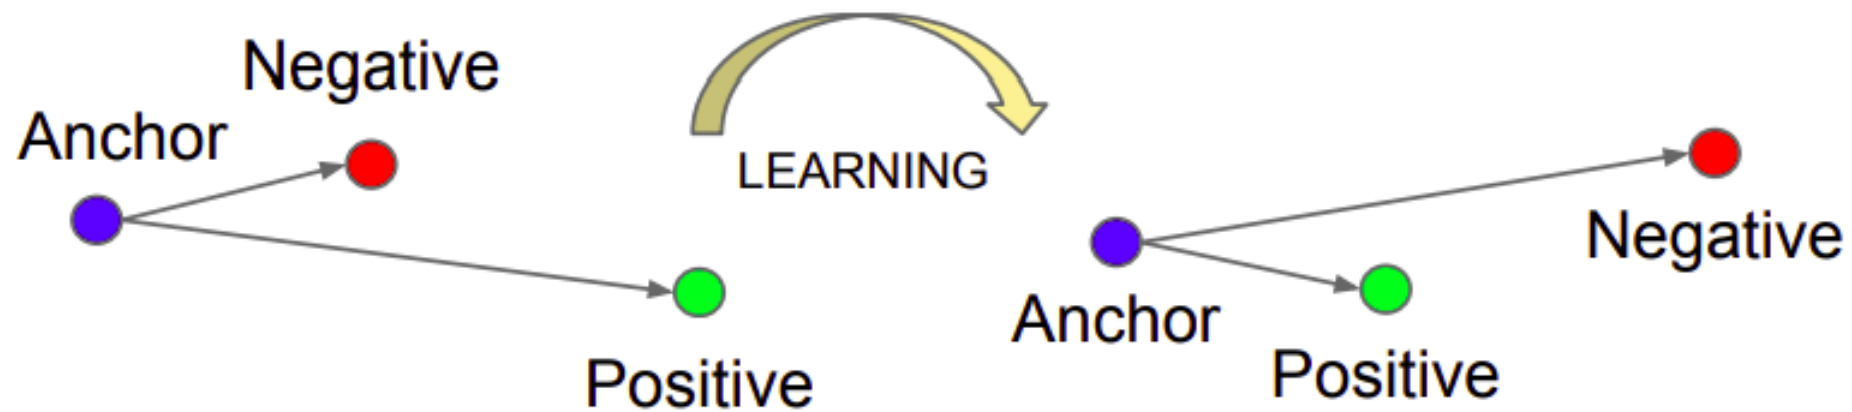 Negative
Anchor
Positive
LEARNING
Negative
Anchor
Positive